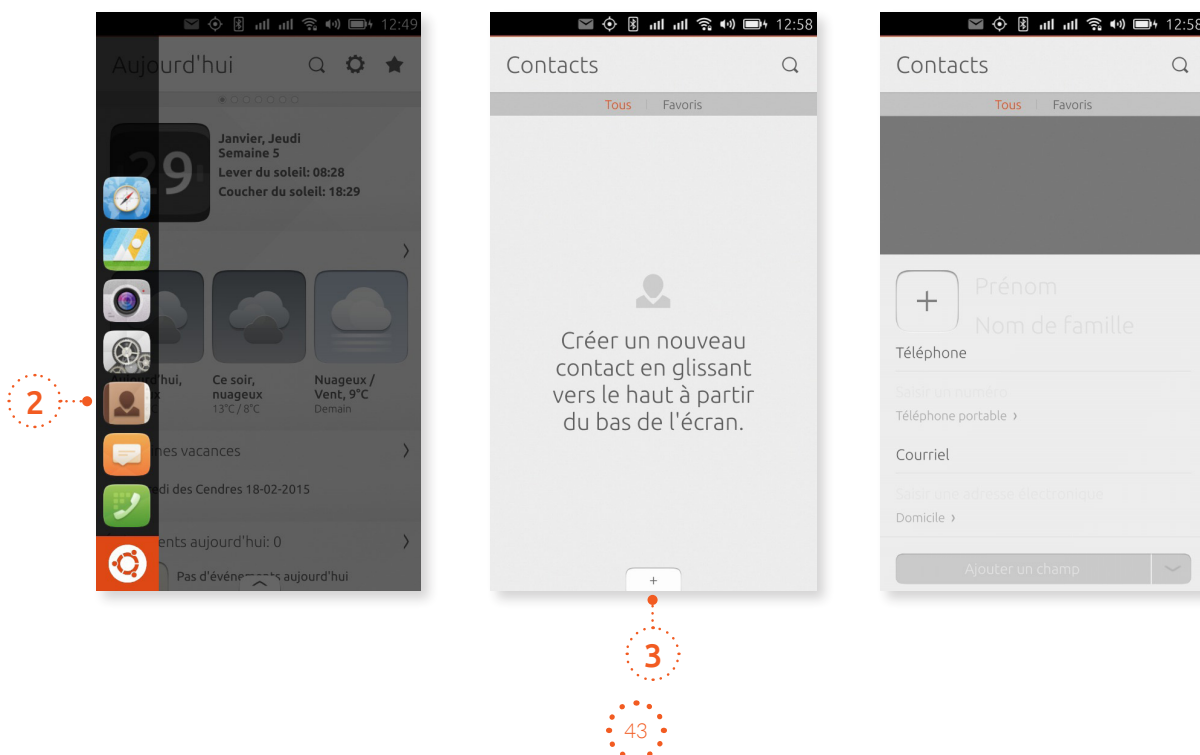 12:49
Aujourd'hui
29
Janvier, Jeudi
Semaine 5
Lever du soleil: 08:28
Coucher du soleil: 18:29
Ce soir,
nuageux
13°C / 8°C
Nuageux /
Vent, 9°C
Demain
nes vacances
di des Cendres 18-02-2015
ents aujourd'hui: 0
Pas d'événements aujourd'hui
2
12:58
Contacts
Tous
Favoris
Créer un nouveau
contact en glissant
vers le haut à partir
du bas de l'écran.
+
3
12:58
Contacts
Tous
Favoris
+
Prénom
Nom de famille
Téléphone
Saisir un numéro
Téléphone portable ›
Courriel
Saisir une adresse électronique
Domicile ›
Ajouter un champ
43